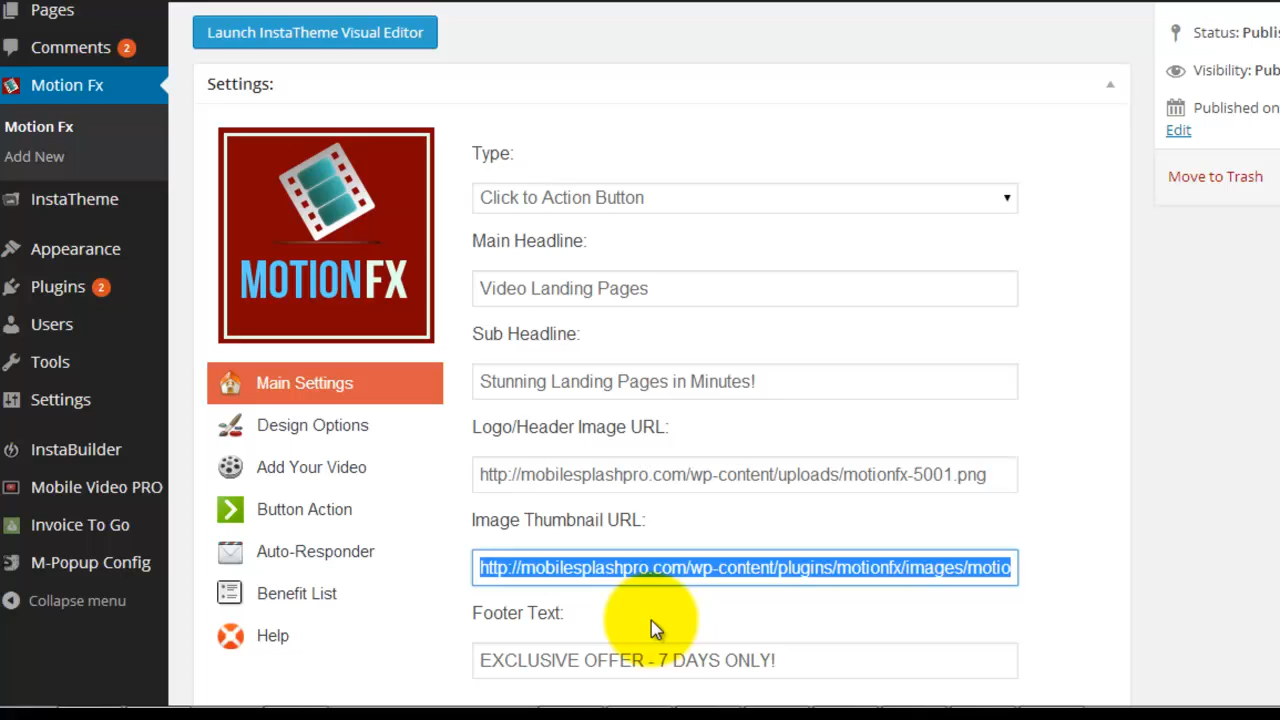 Pages
Comments 2
Motion Fx
Motion Fx
Add New
InstaTheme
Appearance
Plugins 2
Users
Tools
Settings
InstaBuilder
Mobile Video PRO
Invoice To Go
M-Popup Config
Collapse menu
Launch InstaTheme Visual Editor
Settings:
MOTIONFX
Main Settings
Design Options
Add Your Video
Button Action
Auto-Responder
Benefit List
Help
Type:
Click to Action Button
Main Headline:
Video Landing Pages
Sub Headline:
Stunning Landing Pages in Minutes!
Logo/Header Image URL:
http://mobilesplashpro.com/wp-content/uploads/motionfx-5001.png
Image Thumbnail URL:
http://mobilesplashpro.com/wp-content/plugins/motionfx/images/motio
Footer Text:
EXCLUSIVE OFFER - 7 DAYS ONLY!
Status: Publis
Visibility: Pub
Published on
Edit
Move to Trash